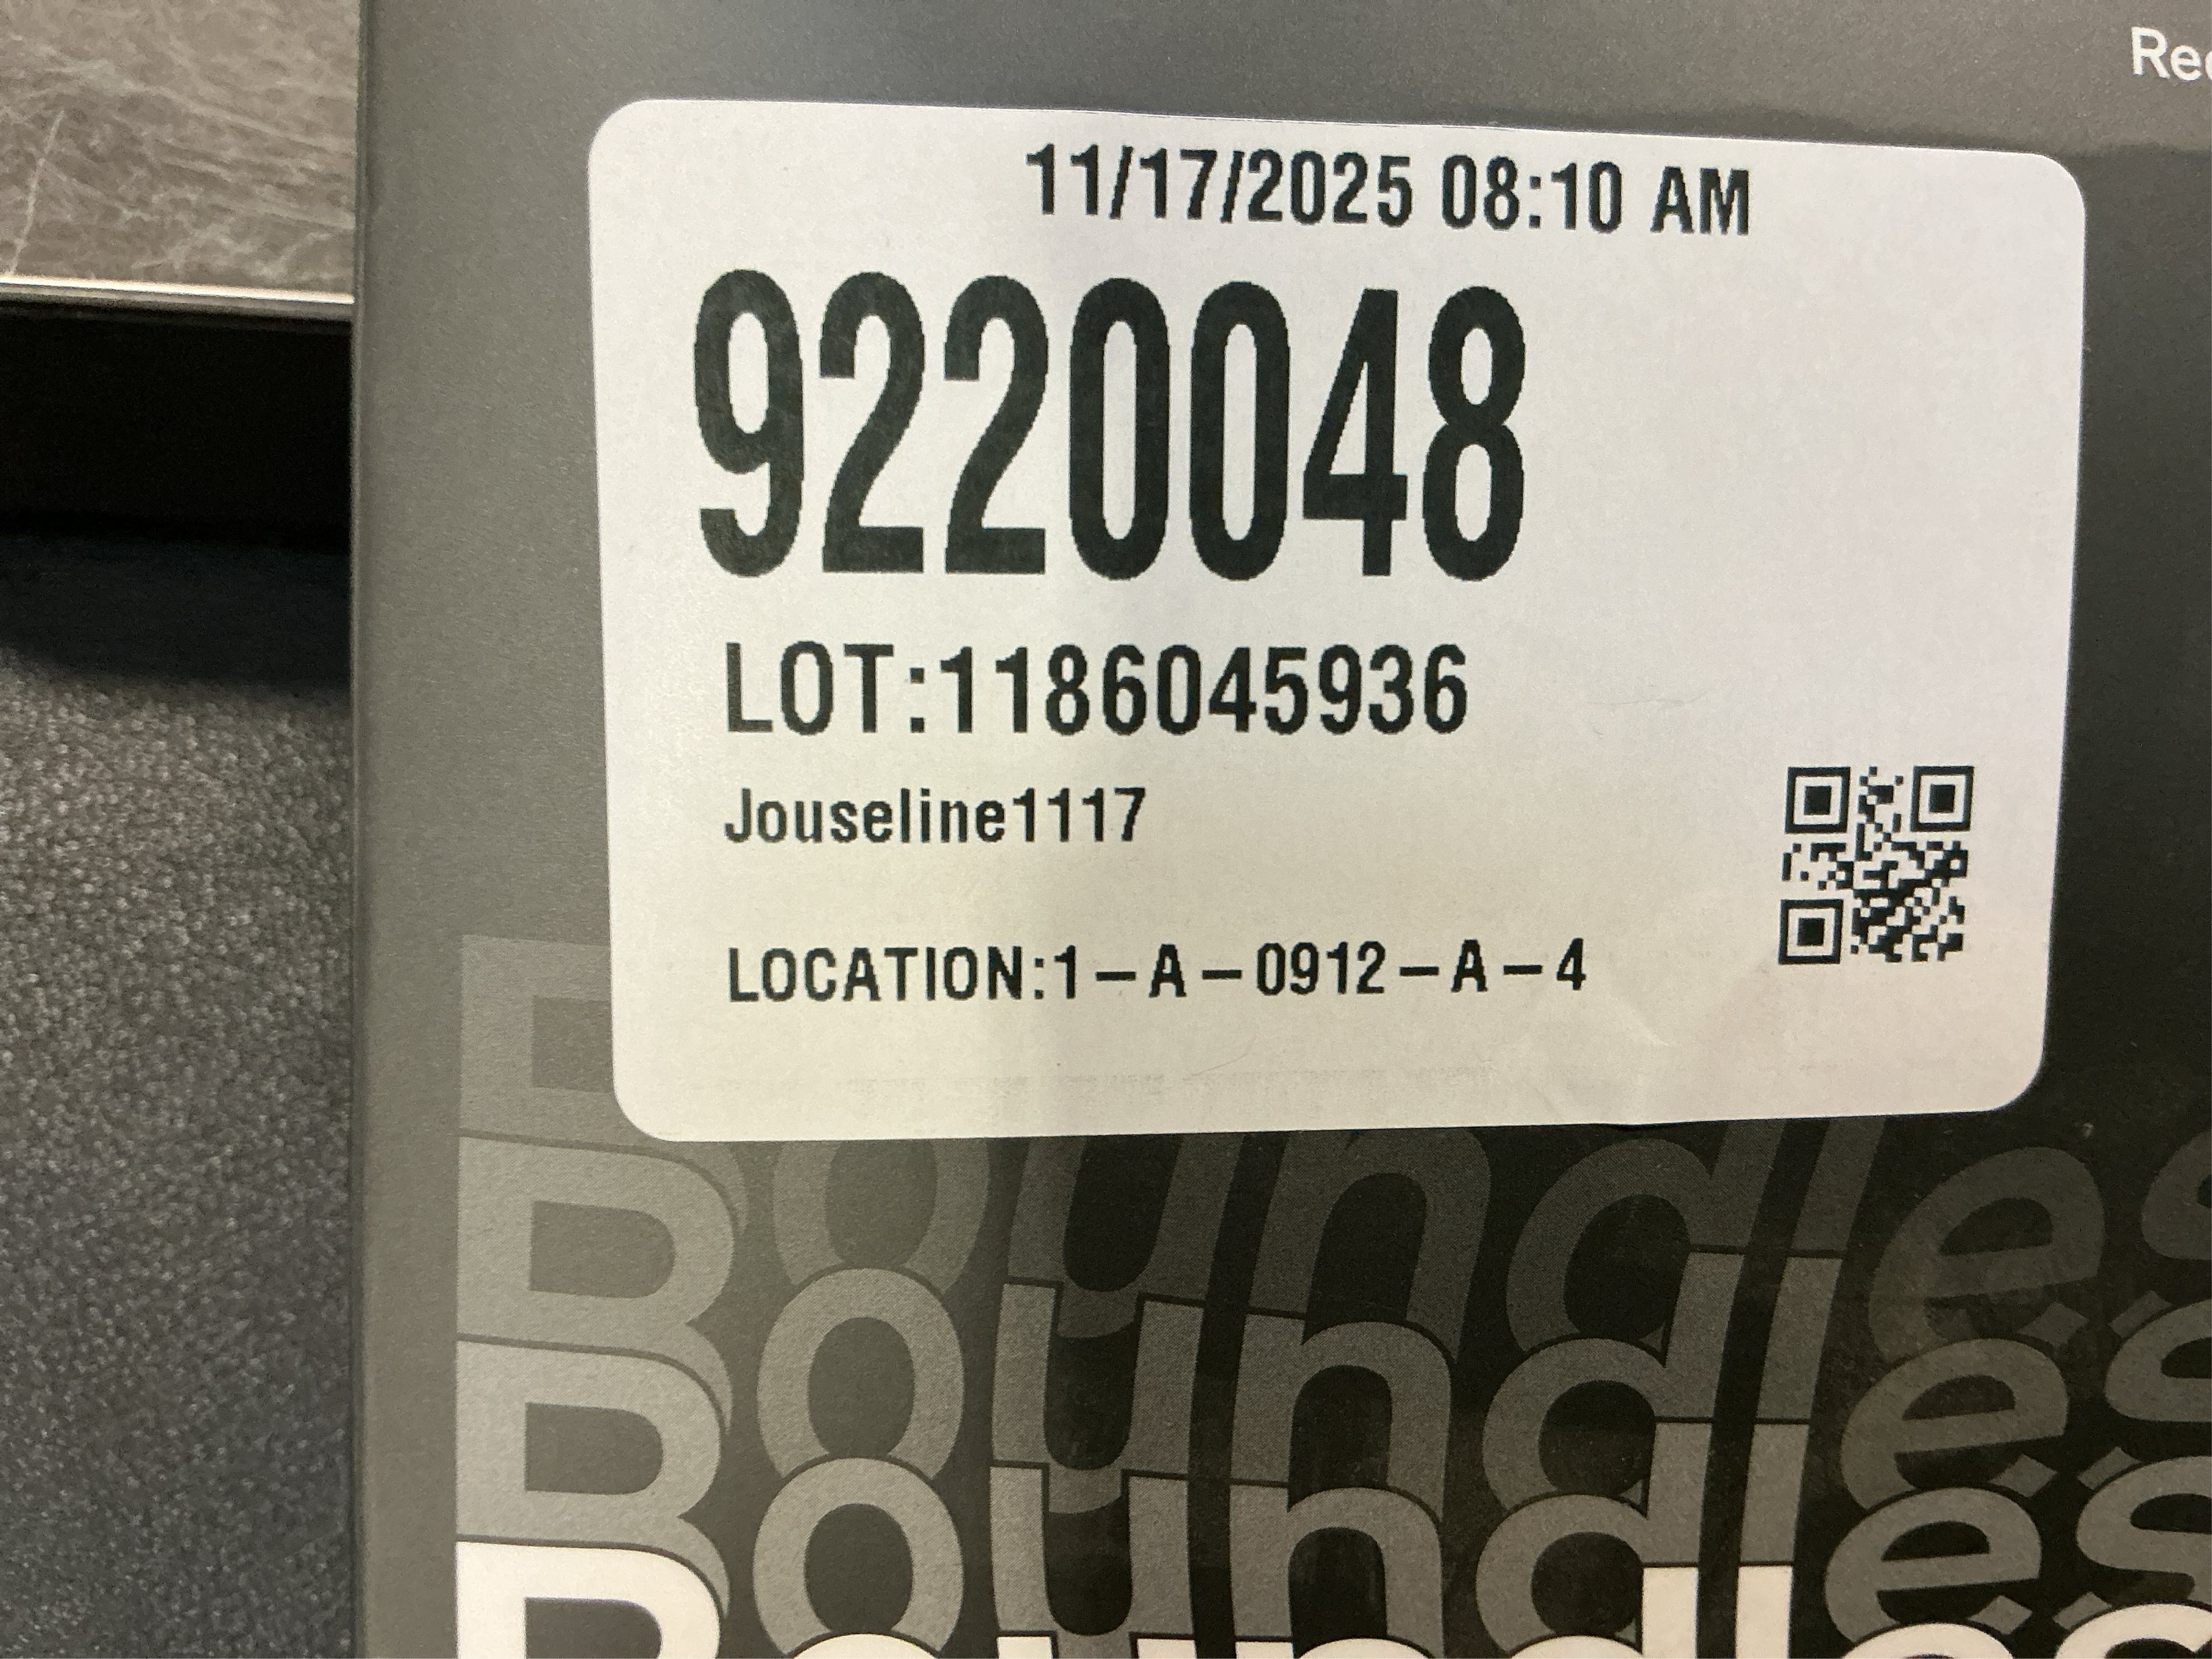 11/17/2025 08:10 AM
9220048
LOT:1186045936
Jouseline1117
LOCATION:1-A-0912-A-4